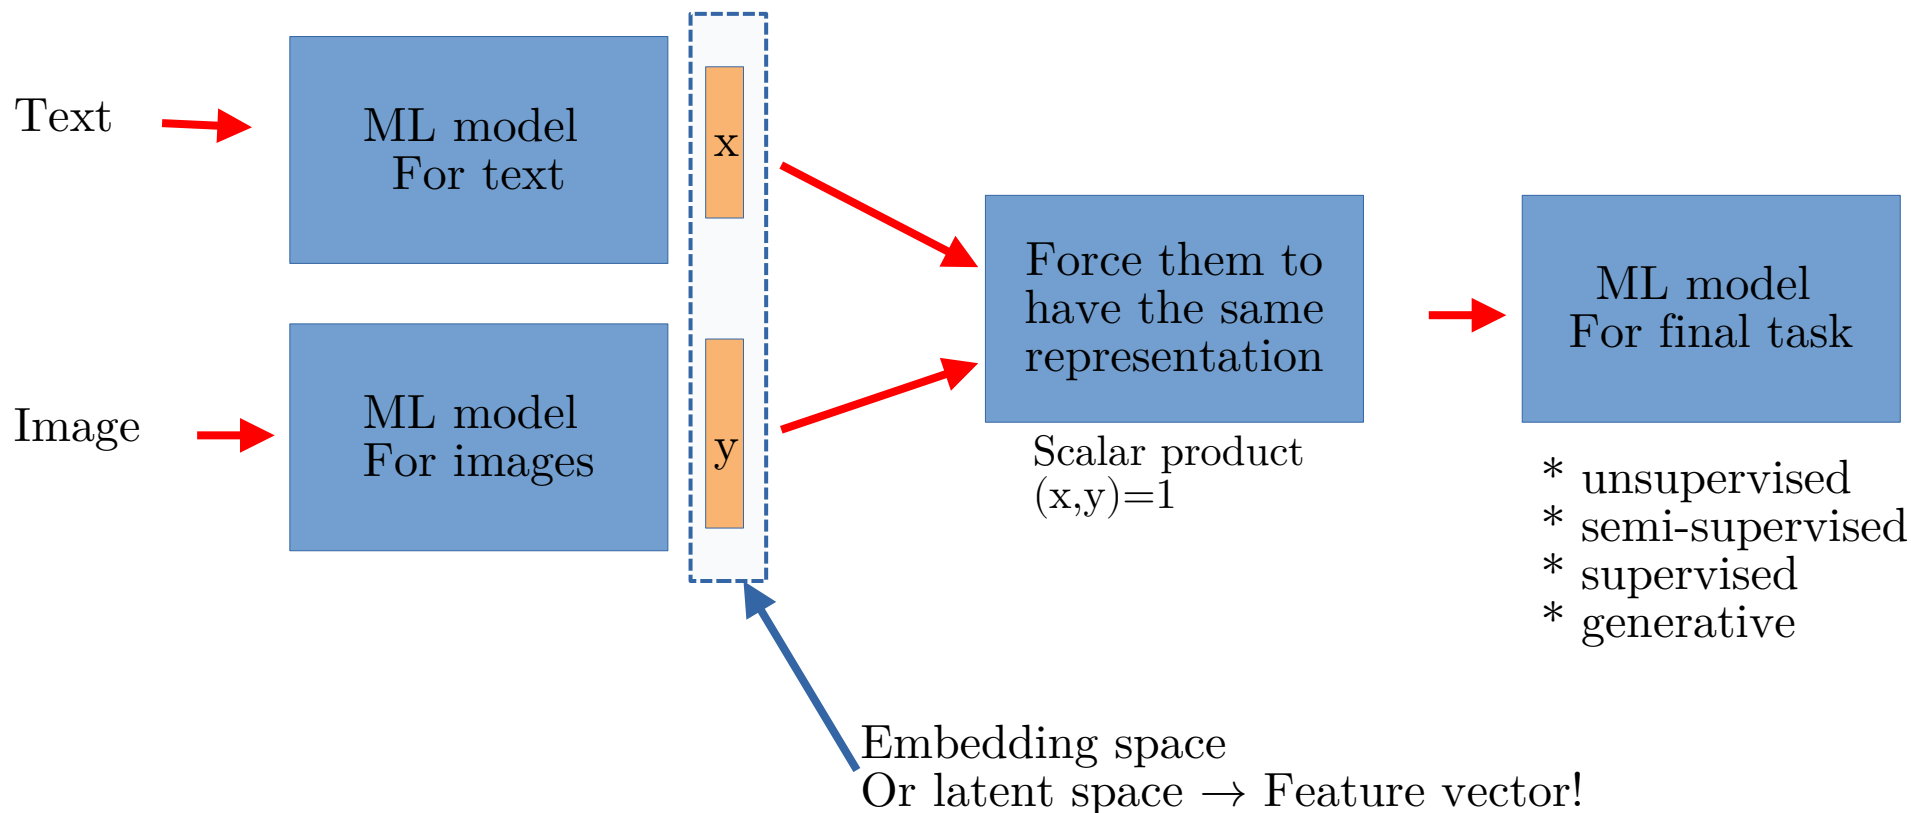 Text
ML model
For text
x
Image
ML model
For images
y
Force them to
have the same
representation
Scalar product
(x,y)=1
ML model
For final task
* unsupervised
* semi-supervised
* supervised
* generative
Embedding space
Or latent space → Feature vector!